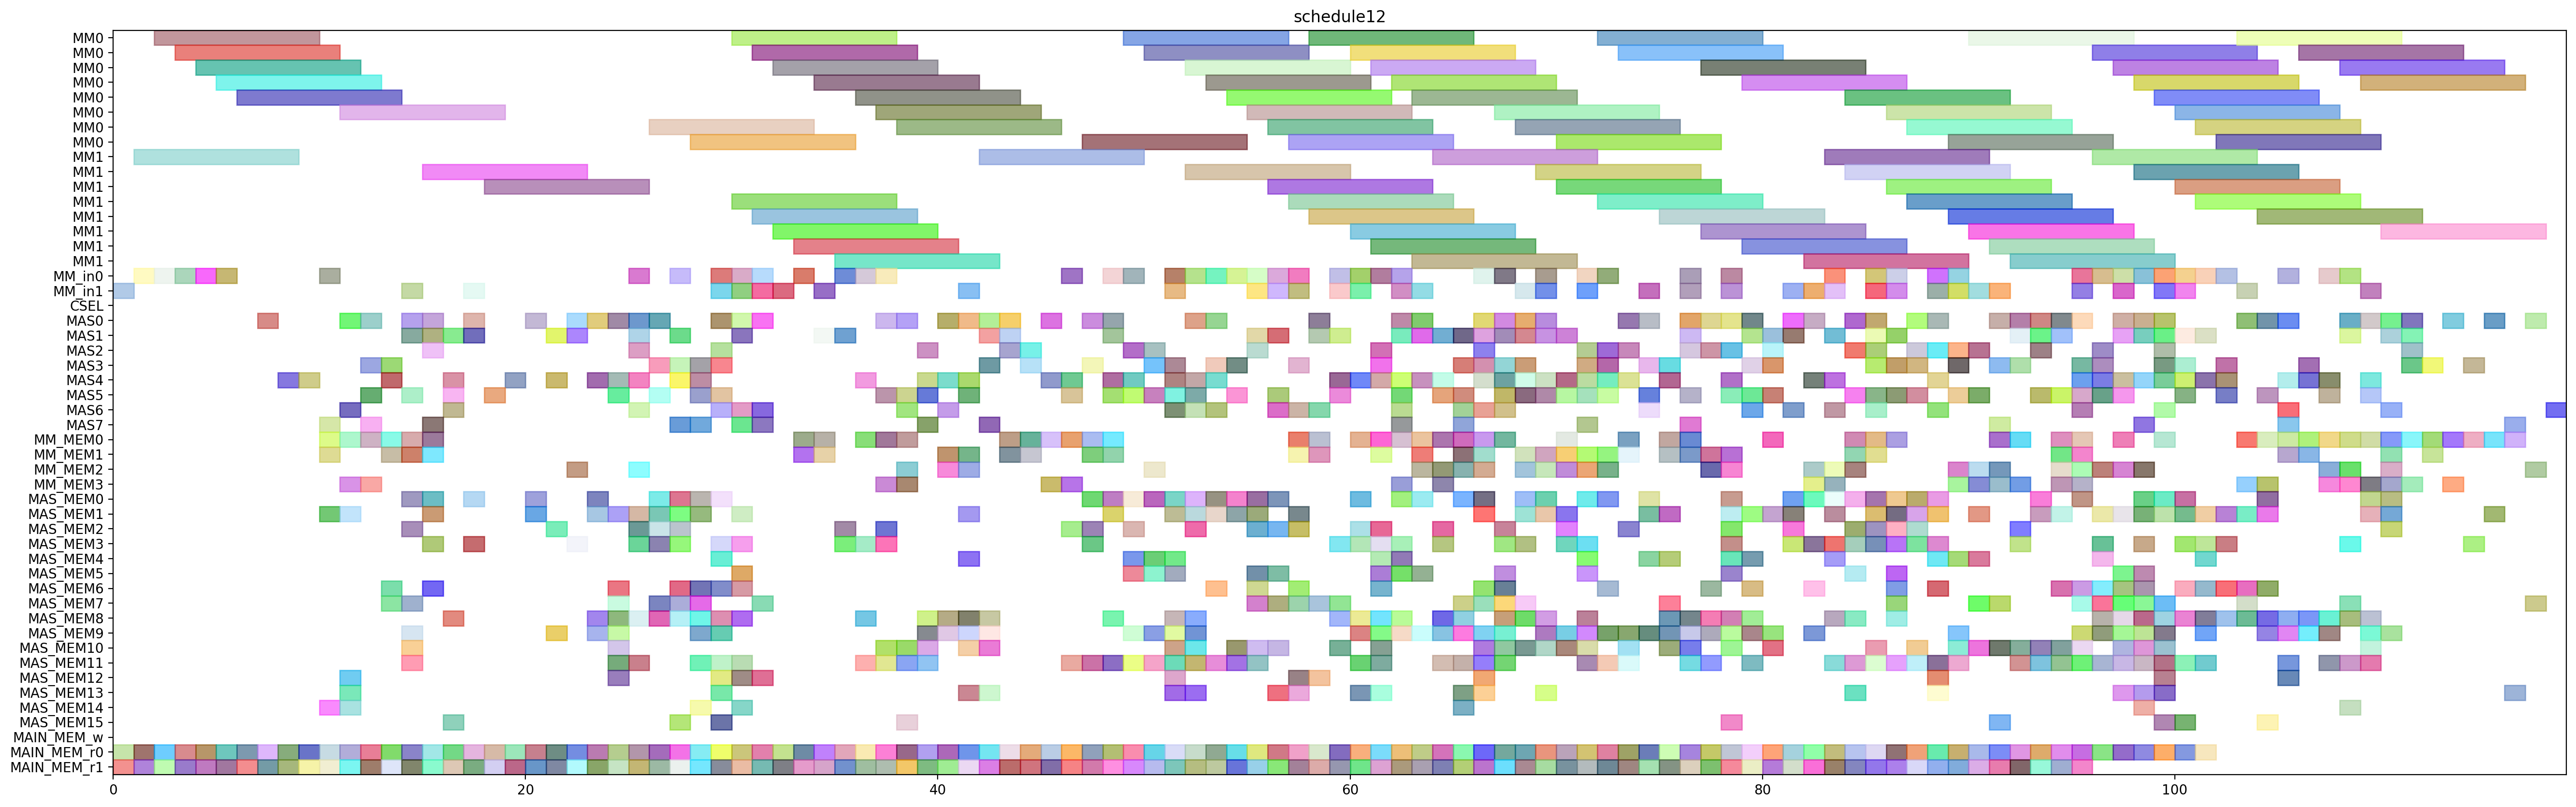 schedule12
MM0
MM0
MM0
MM0
MM0
MM0
MM0
MM0
MM1
MM1
MM1
MM1
MM1
MM1
MM1
MM1
MM_in0
MM_in1
CSEL
MAS0
MAS1
MAS2
MAS3
MAS4
MAS5
MAS6
MAS7
MM_MEM0
MM_MEM1
MM_MEM2
MM_MEM3
MAS_MEM0
MAS_MEM1
MAS_MEM2
MAS_MEM3
MAS_MEM4
MAS_MEM5
MAS_MEM6
MAS_MEM7
MAS_MEM8
MAS_MEM9
MAS_MEM10
MAS_MEM11
MAS_MEM12
MAS_MEM13
MAS_MEM14
MAS_MEM15
MAIN_MEM_w
MAIN_MEM_r0
MAIN_MEM_r1
0 20 40 60 80 100